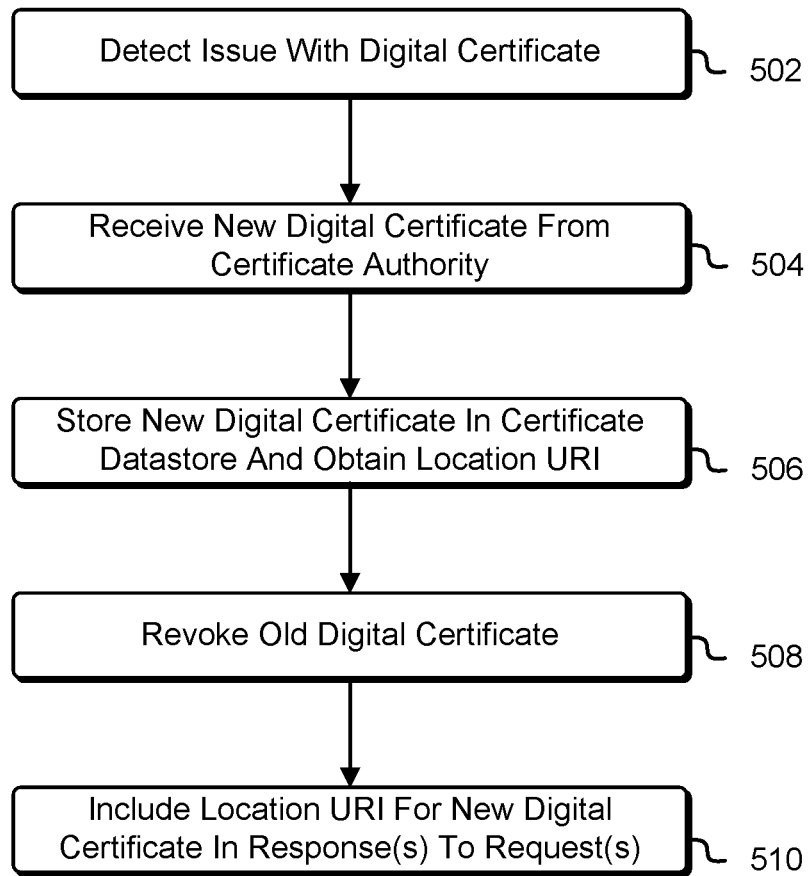 Detect Issue With Digital Certificate
502
Receive New Digital Certificate From
Certificate Authority
504
Store New Digital Certificate In Certificate
Datastore And Obtain Location URI
506
Revoke Old Digital Certificate
508
Include Location URI For New Digital
Certificate In Response(s) To Request(s)
510